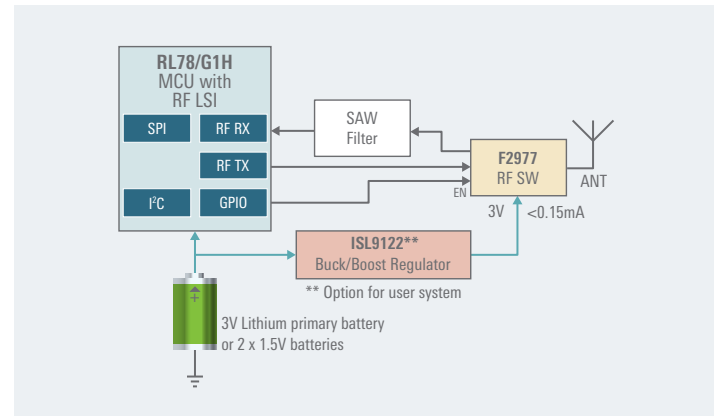 RL78/G1H
MCU with
RF LSI
SPI
RF RX
RF TX
I²C
GPIO
SAW
Filter
F2977
RF SW
EN
ANT
3V
<0.15mA
ISL9122**
Buck/Boost Regulator
** Option for user system
+
3V Lithium primary battery
or 2 x 1.5V batteries